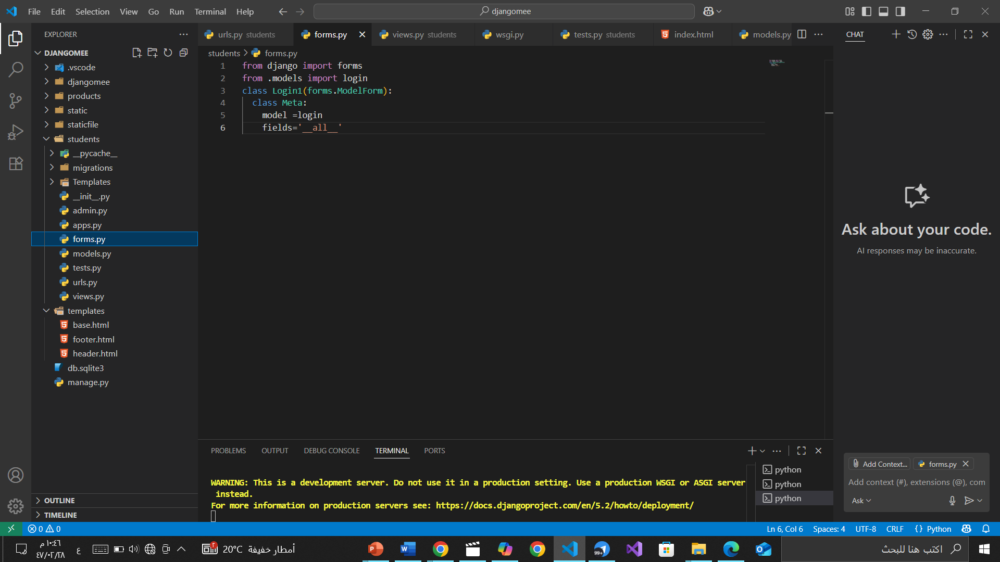 File Edit Selection View Go Run Terminal Help
djangomee
EXPLORER
DJANGOMEE
.vscode
djangomee
products
static
staticfile
students
__pycache__
migrations
Templates
__init__.py
admin.py
apps.py
forms.py
models.py
tests.py
urls.py
views.py
templates
base.html
footer.html
header.html
db.sqlite3
manage.py
OUTLINE
TIMELINE
urls.py students
forms.py
views.py students
wsgi.py
tests.py students
index.html
models.py
students > forms.py
1 from django import forms
2 from .models import login
3 class Login1(forms.ModelForm):
4 class Meta:
5 model =login
6 fields='__all__'
PROBLEMS OUTPUT DEBUG CONSOLE TERMINAL PORTS
WARNING: This is a development server. Do not use it in a production setting. Use a production WSGI or ASGI server
instead.
For more information on production servers see: https://docs.djangoproject.com/en/5.2/howto/deployment/
python
python
python
CHAT
Ask about your code.
AI responses may be inaccurate.
Add Context...
forms.py
Add context (#), extensions (@), com
Ask
0 0
Ln 6, Col 6 Spaces: 4 UTF-8 CRLF {} Python
١٠:٤٦ م
٤٧/٠٢/٢٨
ع
٢
20°C أمطار خفيفة
99+
اكتب هنا للبحث